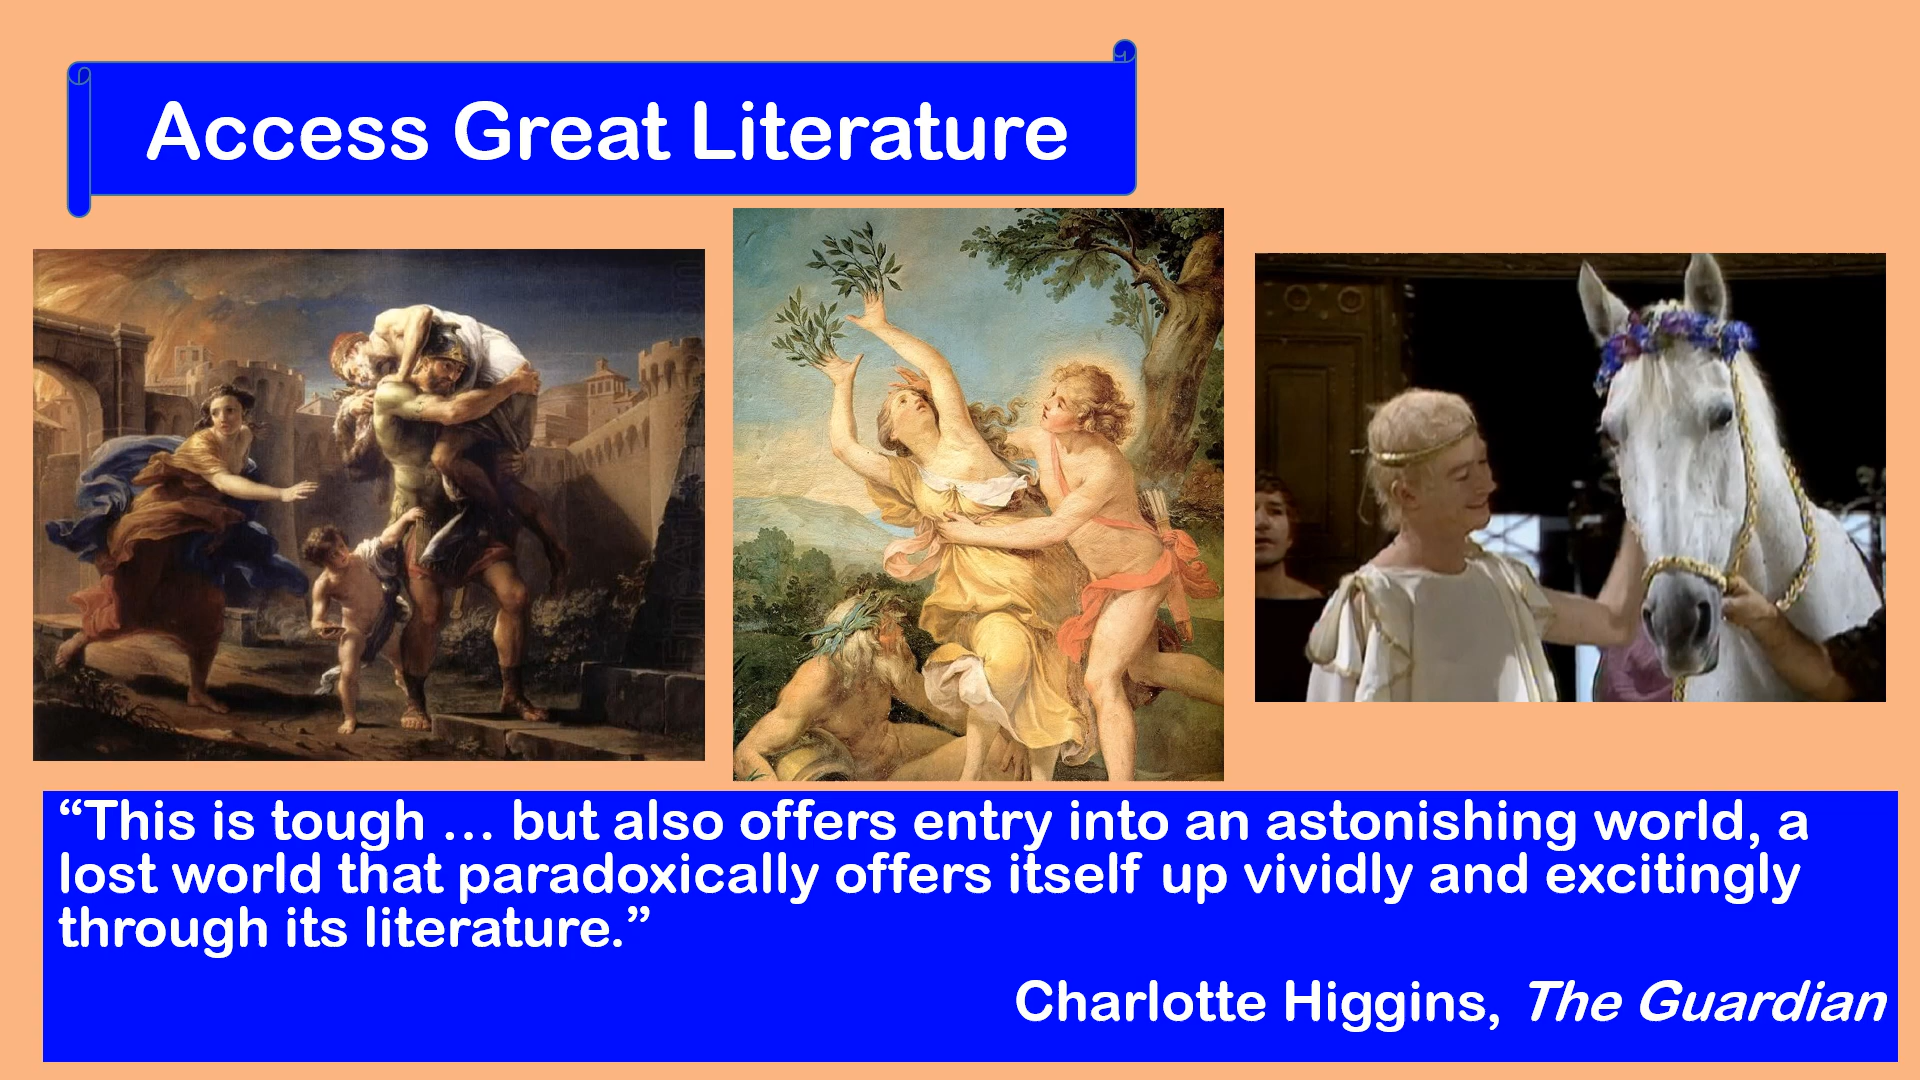 Access Great Literature
“This is tough … but also offers entry into an astonishing world, a
lost world that paradoxically offers itself up vividly and excitingly
through its literature.”
Charlotte Higgins, The Guardian